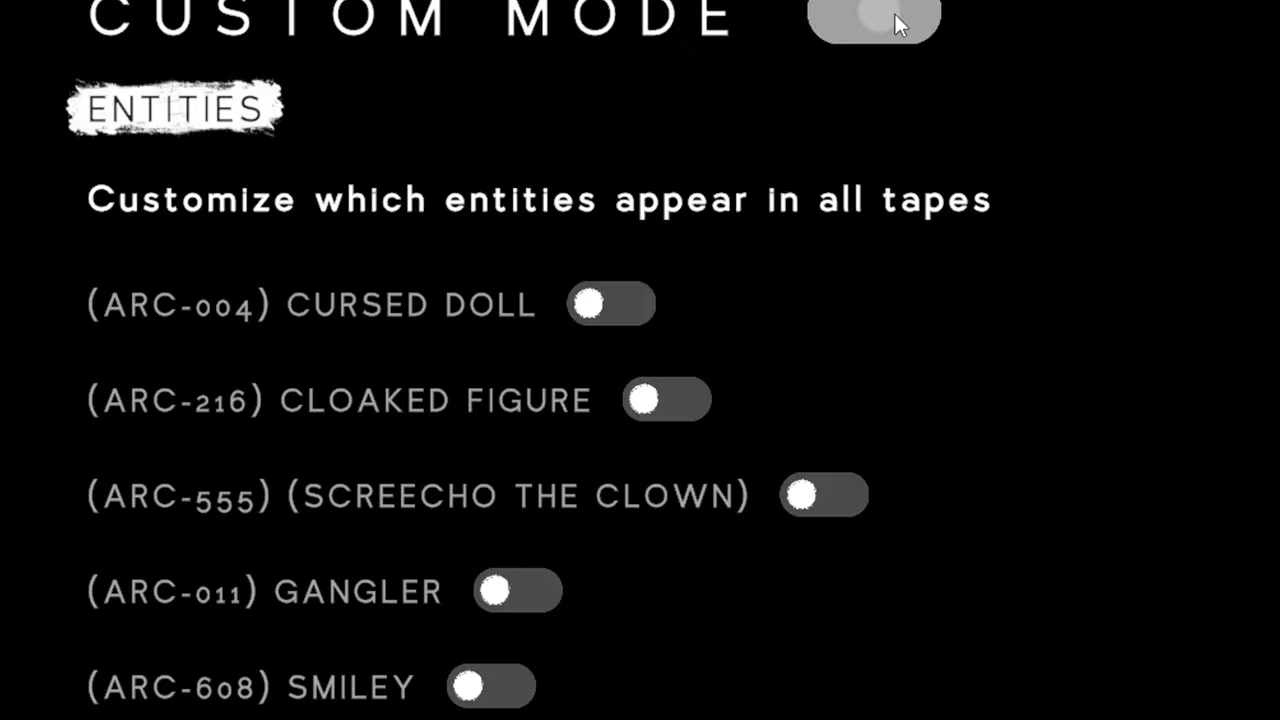 CUSTOM MODE
ENTITIES
Customize which entities appear in all tapes
(ARC-004) CURSED DOLL
(ARC-216) CLOAKED FIGURE
(ARC-555) (SCREECHO THE CLOWN)
(ARC-011) GANGLER
(ARC-608) SMILEY